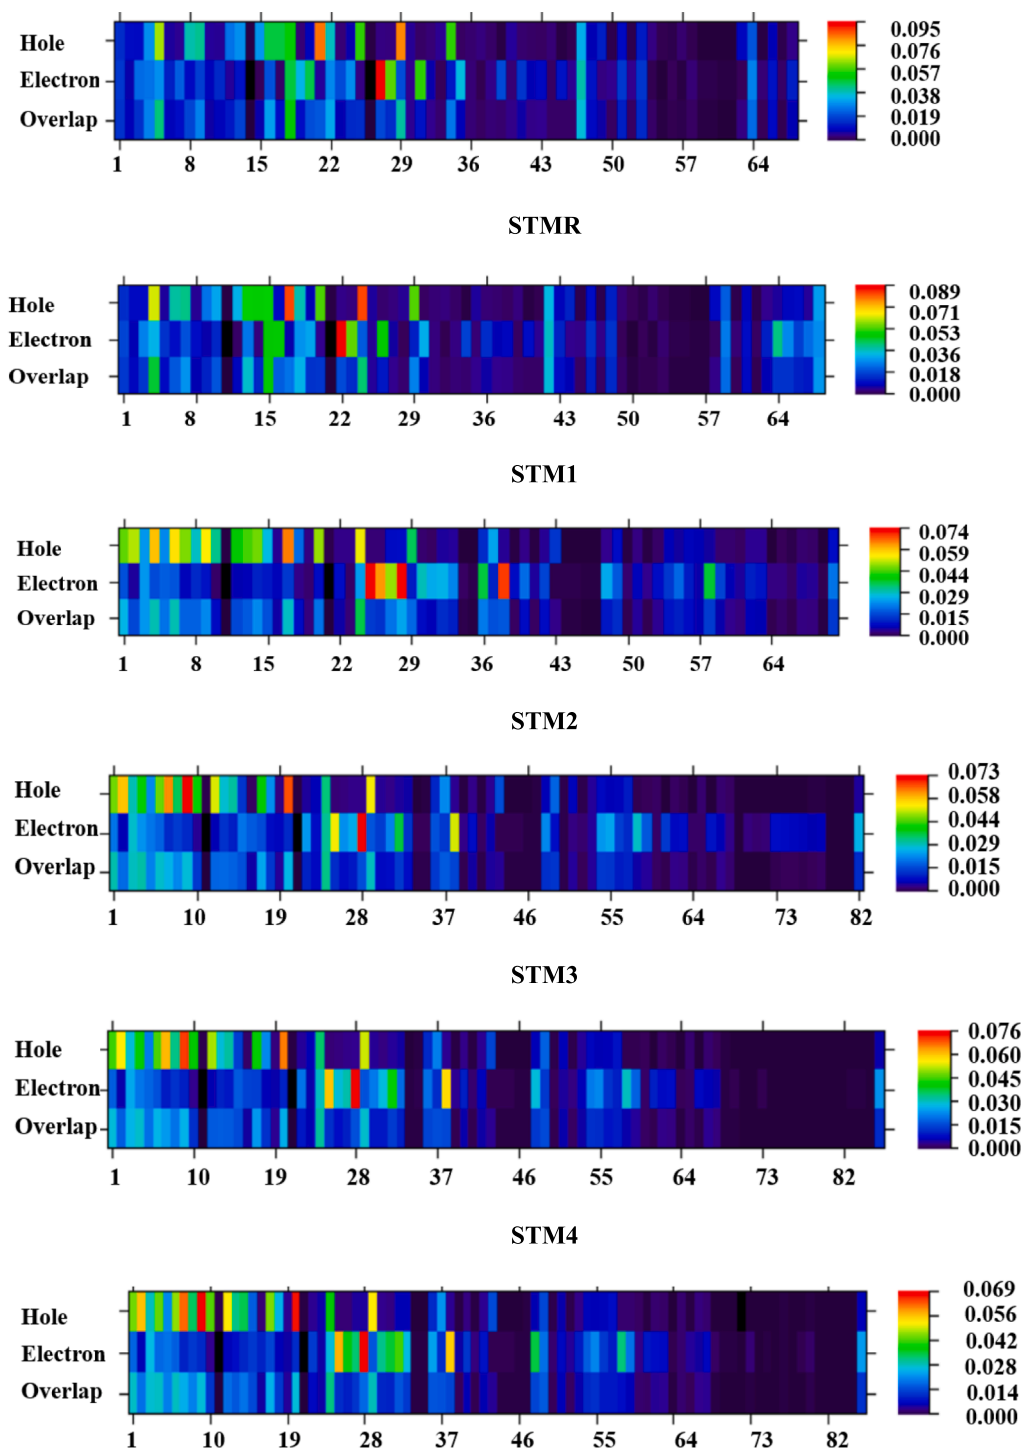 Hole
Electron
Overlap
0.095
0.076
0.057
0.038
0.019
0.000
1 8 15 22 29 36 43 50 57 64
STMR
Hole
Electron
Overlap
0.089
0.071
0.053
0.036
0.018
0.000
1 8 15 22 29 36 43 50 57 64
STM1
Hole
Electron
Overlap
0.074
0.059
0.044
0.029
0.015
0.000
1 8 15 22 29 36 43 50 57 64
STM2
Hole
Electron
Overlap
0.073
0.058
0.044
0.029
0.015
0.000
1 10 19 28 37 46 55 64 73 82
STM3
Hole
Electron
Overlap
0.076
0.060
0.045
0.030
0.015
0.000
1 10 19 28 37 46 55 64 73 82
STM4
Hole
Electron
Overlap
0.069
0.056
0.042
0.028
0.014
0.000
1 10 19 28 37 46 55 64 73 82